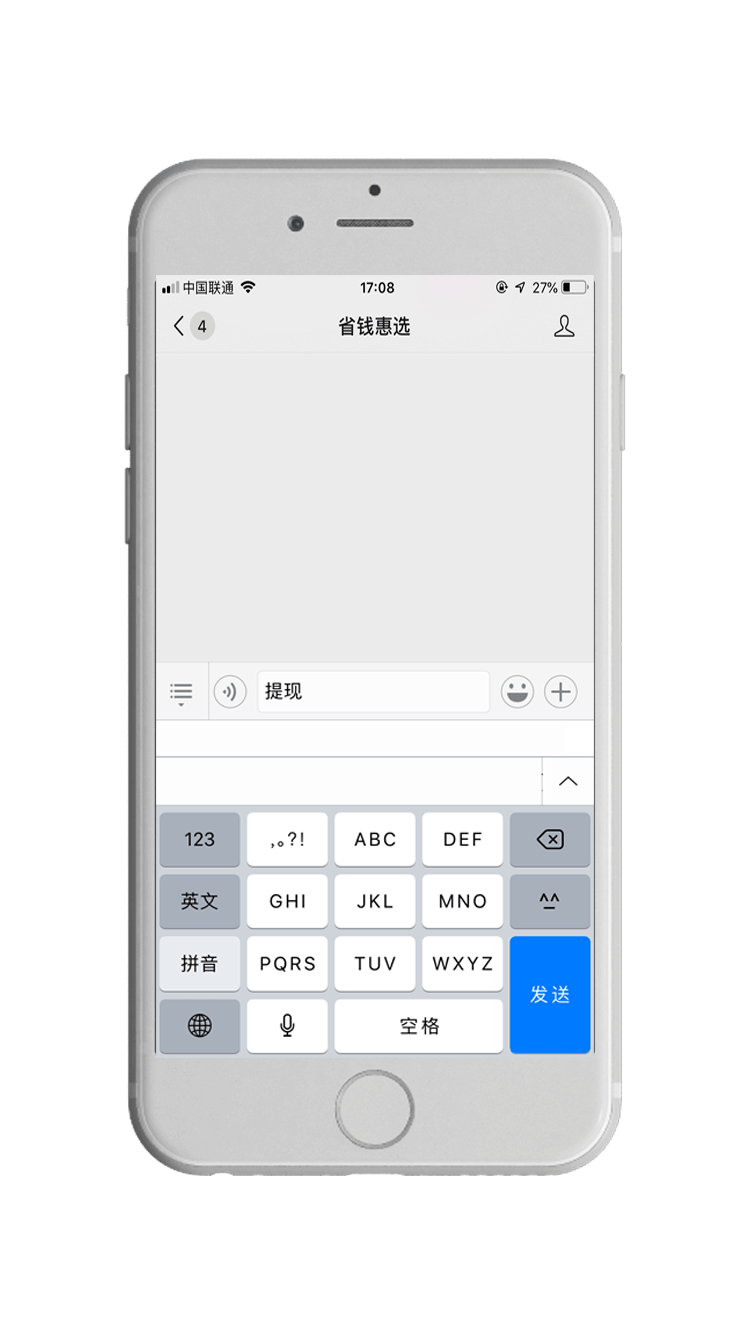 中国联通 17:08 27%
4 省钱惠选
提现
123 ,。?! ABC DEF
英文 GHI JKL MNO ^^
拼音 PQRS TUV WXYZ
发送
空格